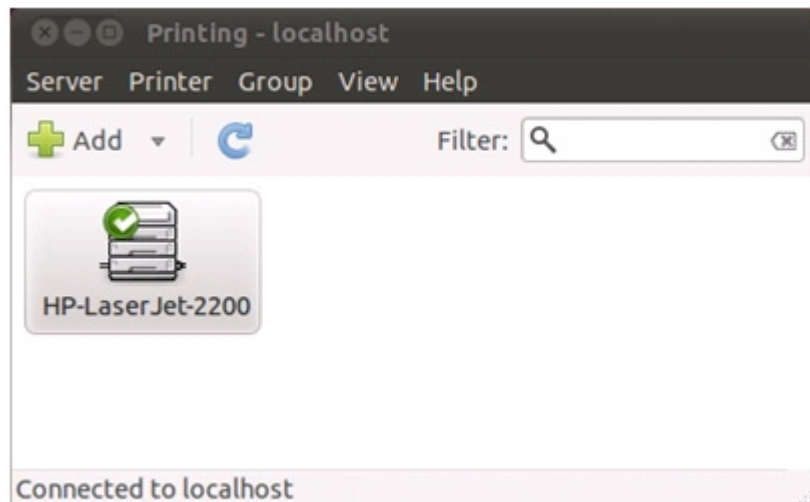 Printing - localhost
Server Printer Group View Help
Add Filter:
HP-LaserJet-2200
Connected to localhost